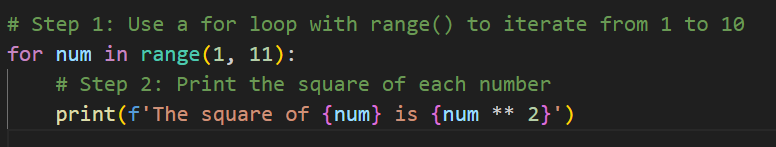 # Step 1: Use a for loop with range() to iterate from 1 to 10
for num in range(1, 11):
    # Step 2: Print the square of each number
    print(f'The square of {num} is {num ** 2}')